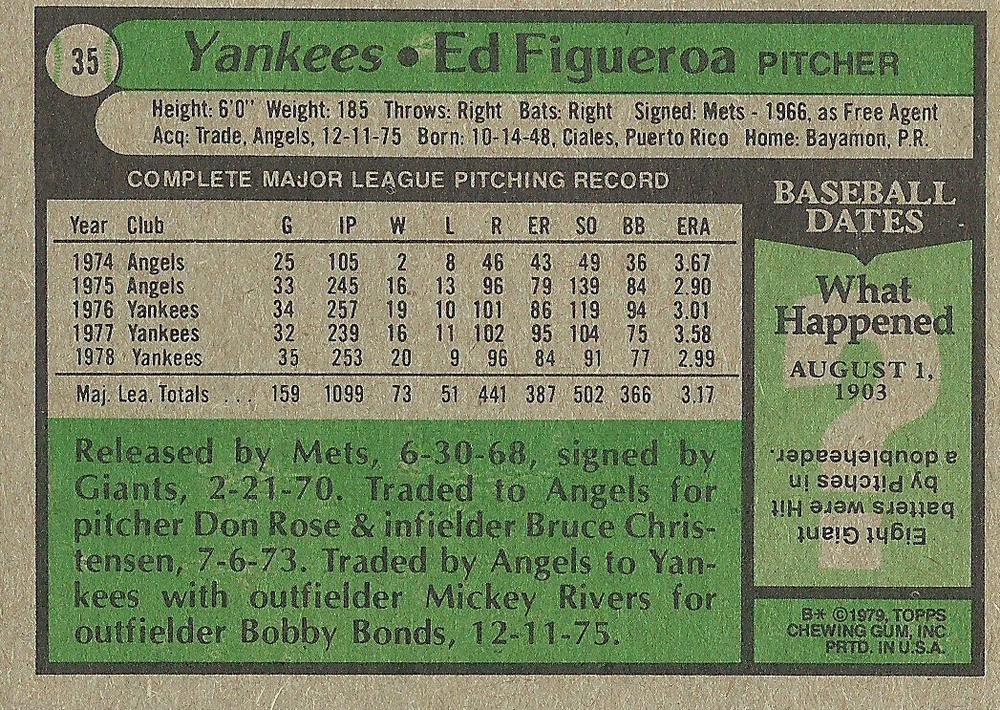 35
Yankees • Ed Figueroa PITCHER
Height: 6'0" Weight: 185 Throws: Right Bats: Right Signed: Mets - 1966, as Free Agent
Acq: Trade, Angels, 12-11-75 Born: 10-14-48, Ciales, Puerto Rico Home: Bayamon, P.R.
COMPLETE MAJOR LEAGUE PITCHING RECORD
Year Club G IP W L R ER SO BB ERA
1974 Angels 25 105 2 8 46 43 49 36 3.67
1975 Angels 33 245 16 13 96 79 139 84 2.90
1976 Yankees 34 257 19 10 101 86 119 94 3.01
1977 Yankees 32 239 16 11 102 95 104 75 3.58
1978 Yankees 35 253 20 9 96 84 91 77 2.99
Maj. Lea. Totals . . . 159 1099 73 51 441 387 502 366 3.17
Released by Mets, 6-30-68, signed by
Giants, 2-21-70. Traded to Angels for
pitcher Don Rose & infielder Bruce Chris-
tensen, 7-6-73. Traded by Angels to Yan-
kees with outfielder Mickey Rivers for
outfielder Bobby Bonds, 12-11-75.
BASEBALL
DATES
What
Happened
AUGUST 1,
1903
?
Eight Giant
batters were Hit
by Pitches in
a doubleheader.
B* ©1979, TOPPS
CHEWING GUM, INC
PRTD. IN U.S.A.